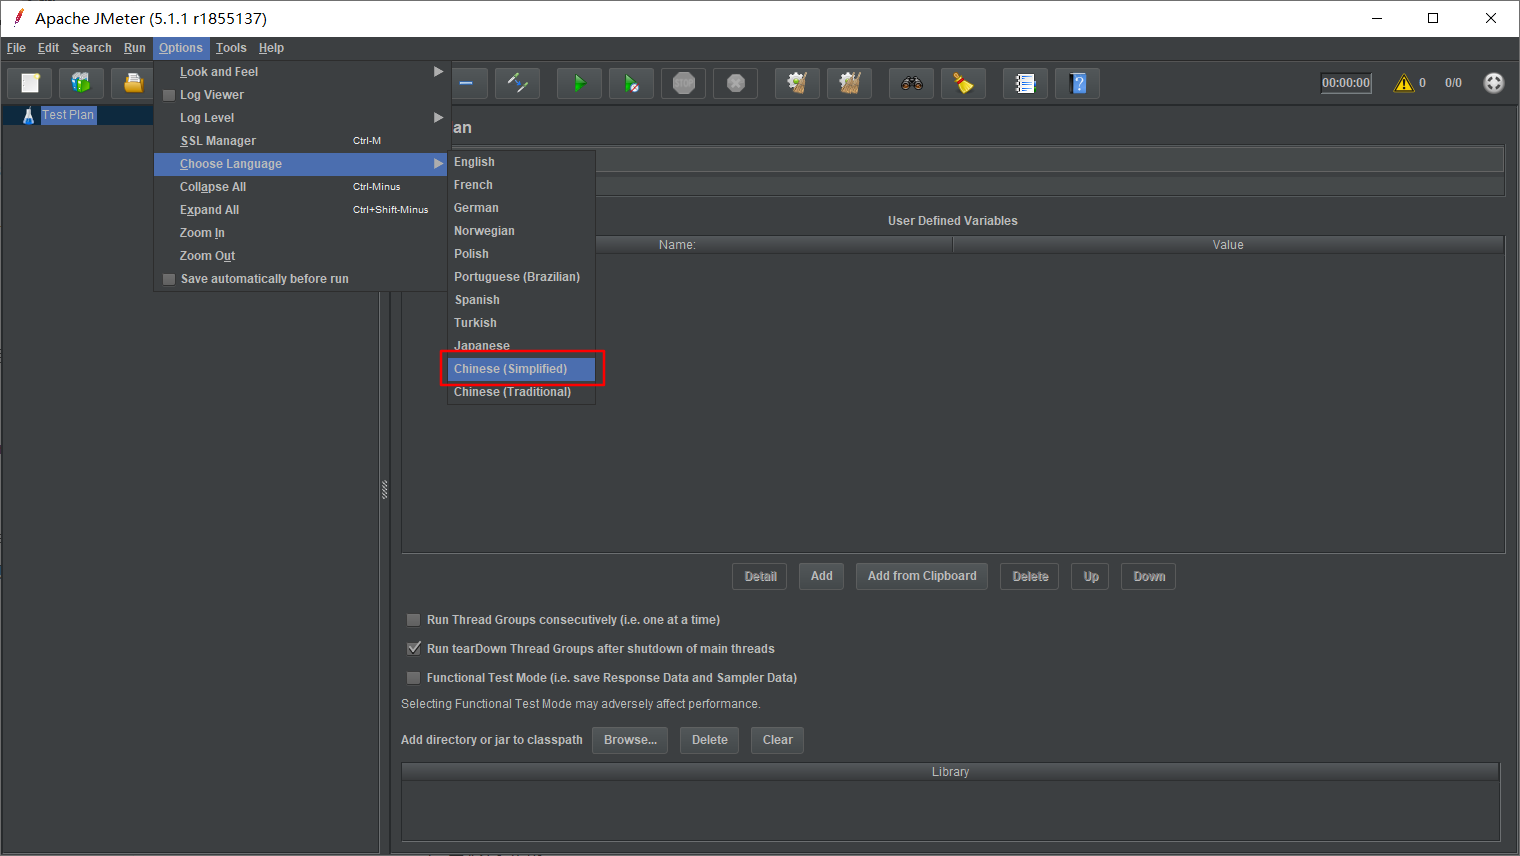 Apache JMeter (5.1.1 r1855137)
File Edit Search Run Options Tools Help
Look and Feel
Log Viewer
Log Level
SSL Manager Ctrl-M
Choose Language
Collapse All Ctrl-Minus
Expand All Ctrl+Shift-Minus
Zoom In
Zoom Out
Save automatically before run
English
French
German
Norwegian
Polish
Portuguese (Brazilian)
Spanish
Turkish
Japanese
Chinese (Simplified)
Chinese (Traditional)
STOP
00:00:00 0 0/0
Test Plan
an
User Defined Variables
Name: Value
Detail Add Add from Clipboard Delete Up Down
Run Thread Groups consecutively (i.e. one at a time)
Run tearDown Thread Groups after shutdown of main threads
Functional Test Mode (i.e. save Response Data and Sampler Data)
Selecting Functional Test Mode may adversely affect performance.
Add directory or jar to classpath Browse... Delete Clear
Library